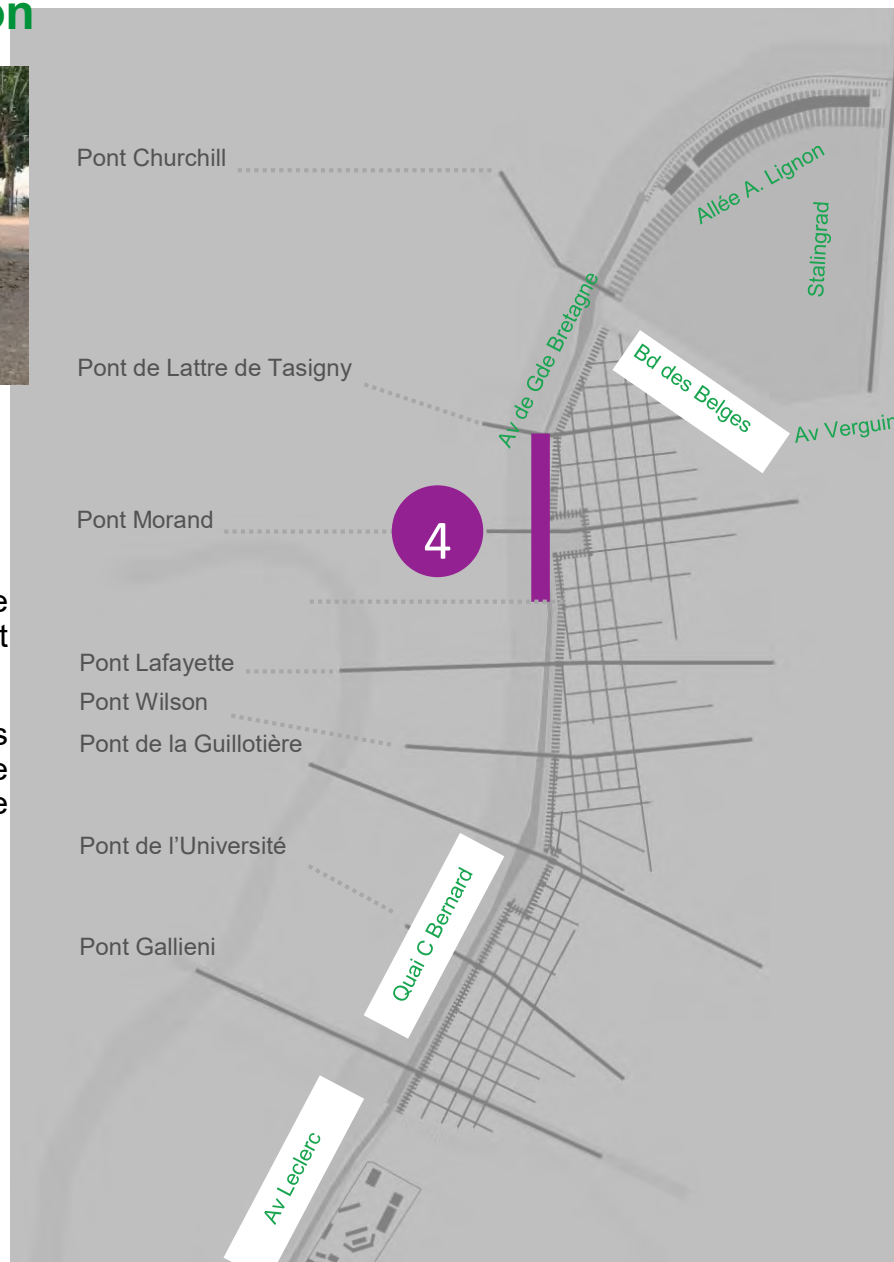 on
Pont Churchill
Allée A. Lignon
Stalingrad
Av de Gde Bretagne
Pont de Lattre de Tasigny
Bd des Belges
Av Verguin
Pont Morand
4
e
t
Pont Lafayette
Pont Wilson
s
Pont de la Guillotière
e
e
Pont de l’Université
Quai C Bernard
Pont Gallieni
Av Leclerc